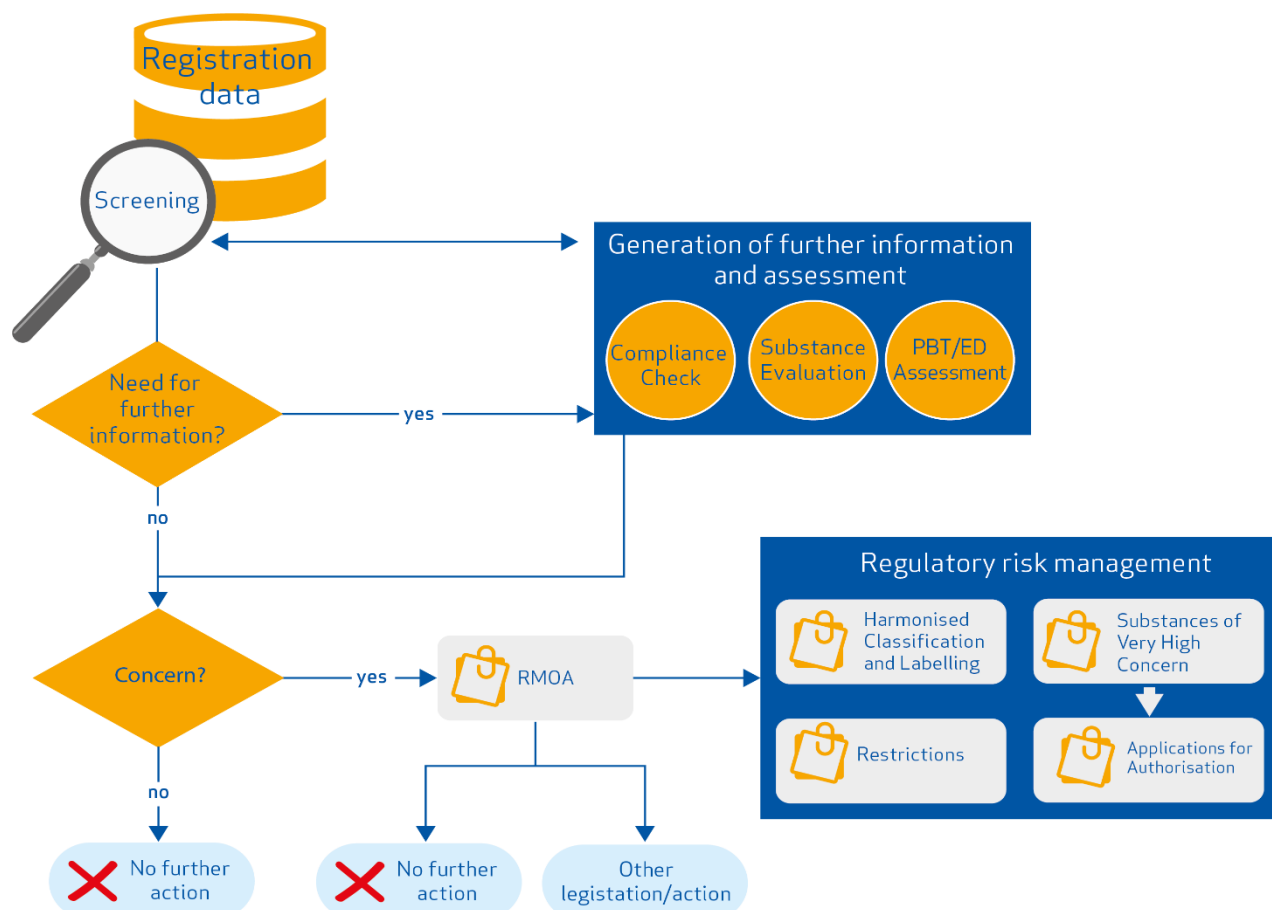 Registration
data
Screening
Generation of further information
and assessment
Compliance
Check
Substance
Evaluation
PBT/ED
Assessment
Need for
further
information?
yes
no
Regulatory risk management
Harmonised
Classification
and Labelling
Substances of
Very High
Concern
Concern?
yes
RMOA
Restrictions
Applications for
Authorisation
no
No further
action
No further
action
Other
legistation/action